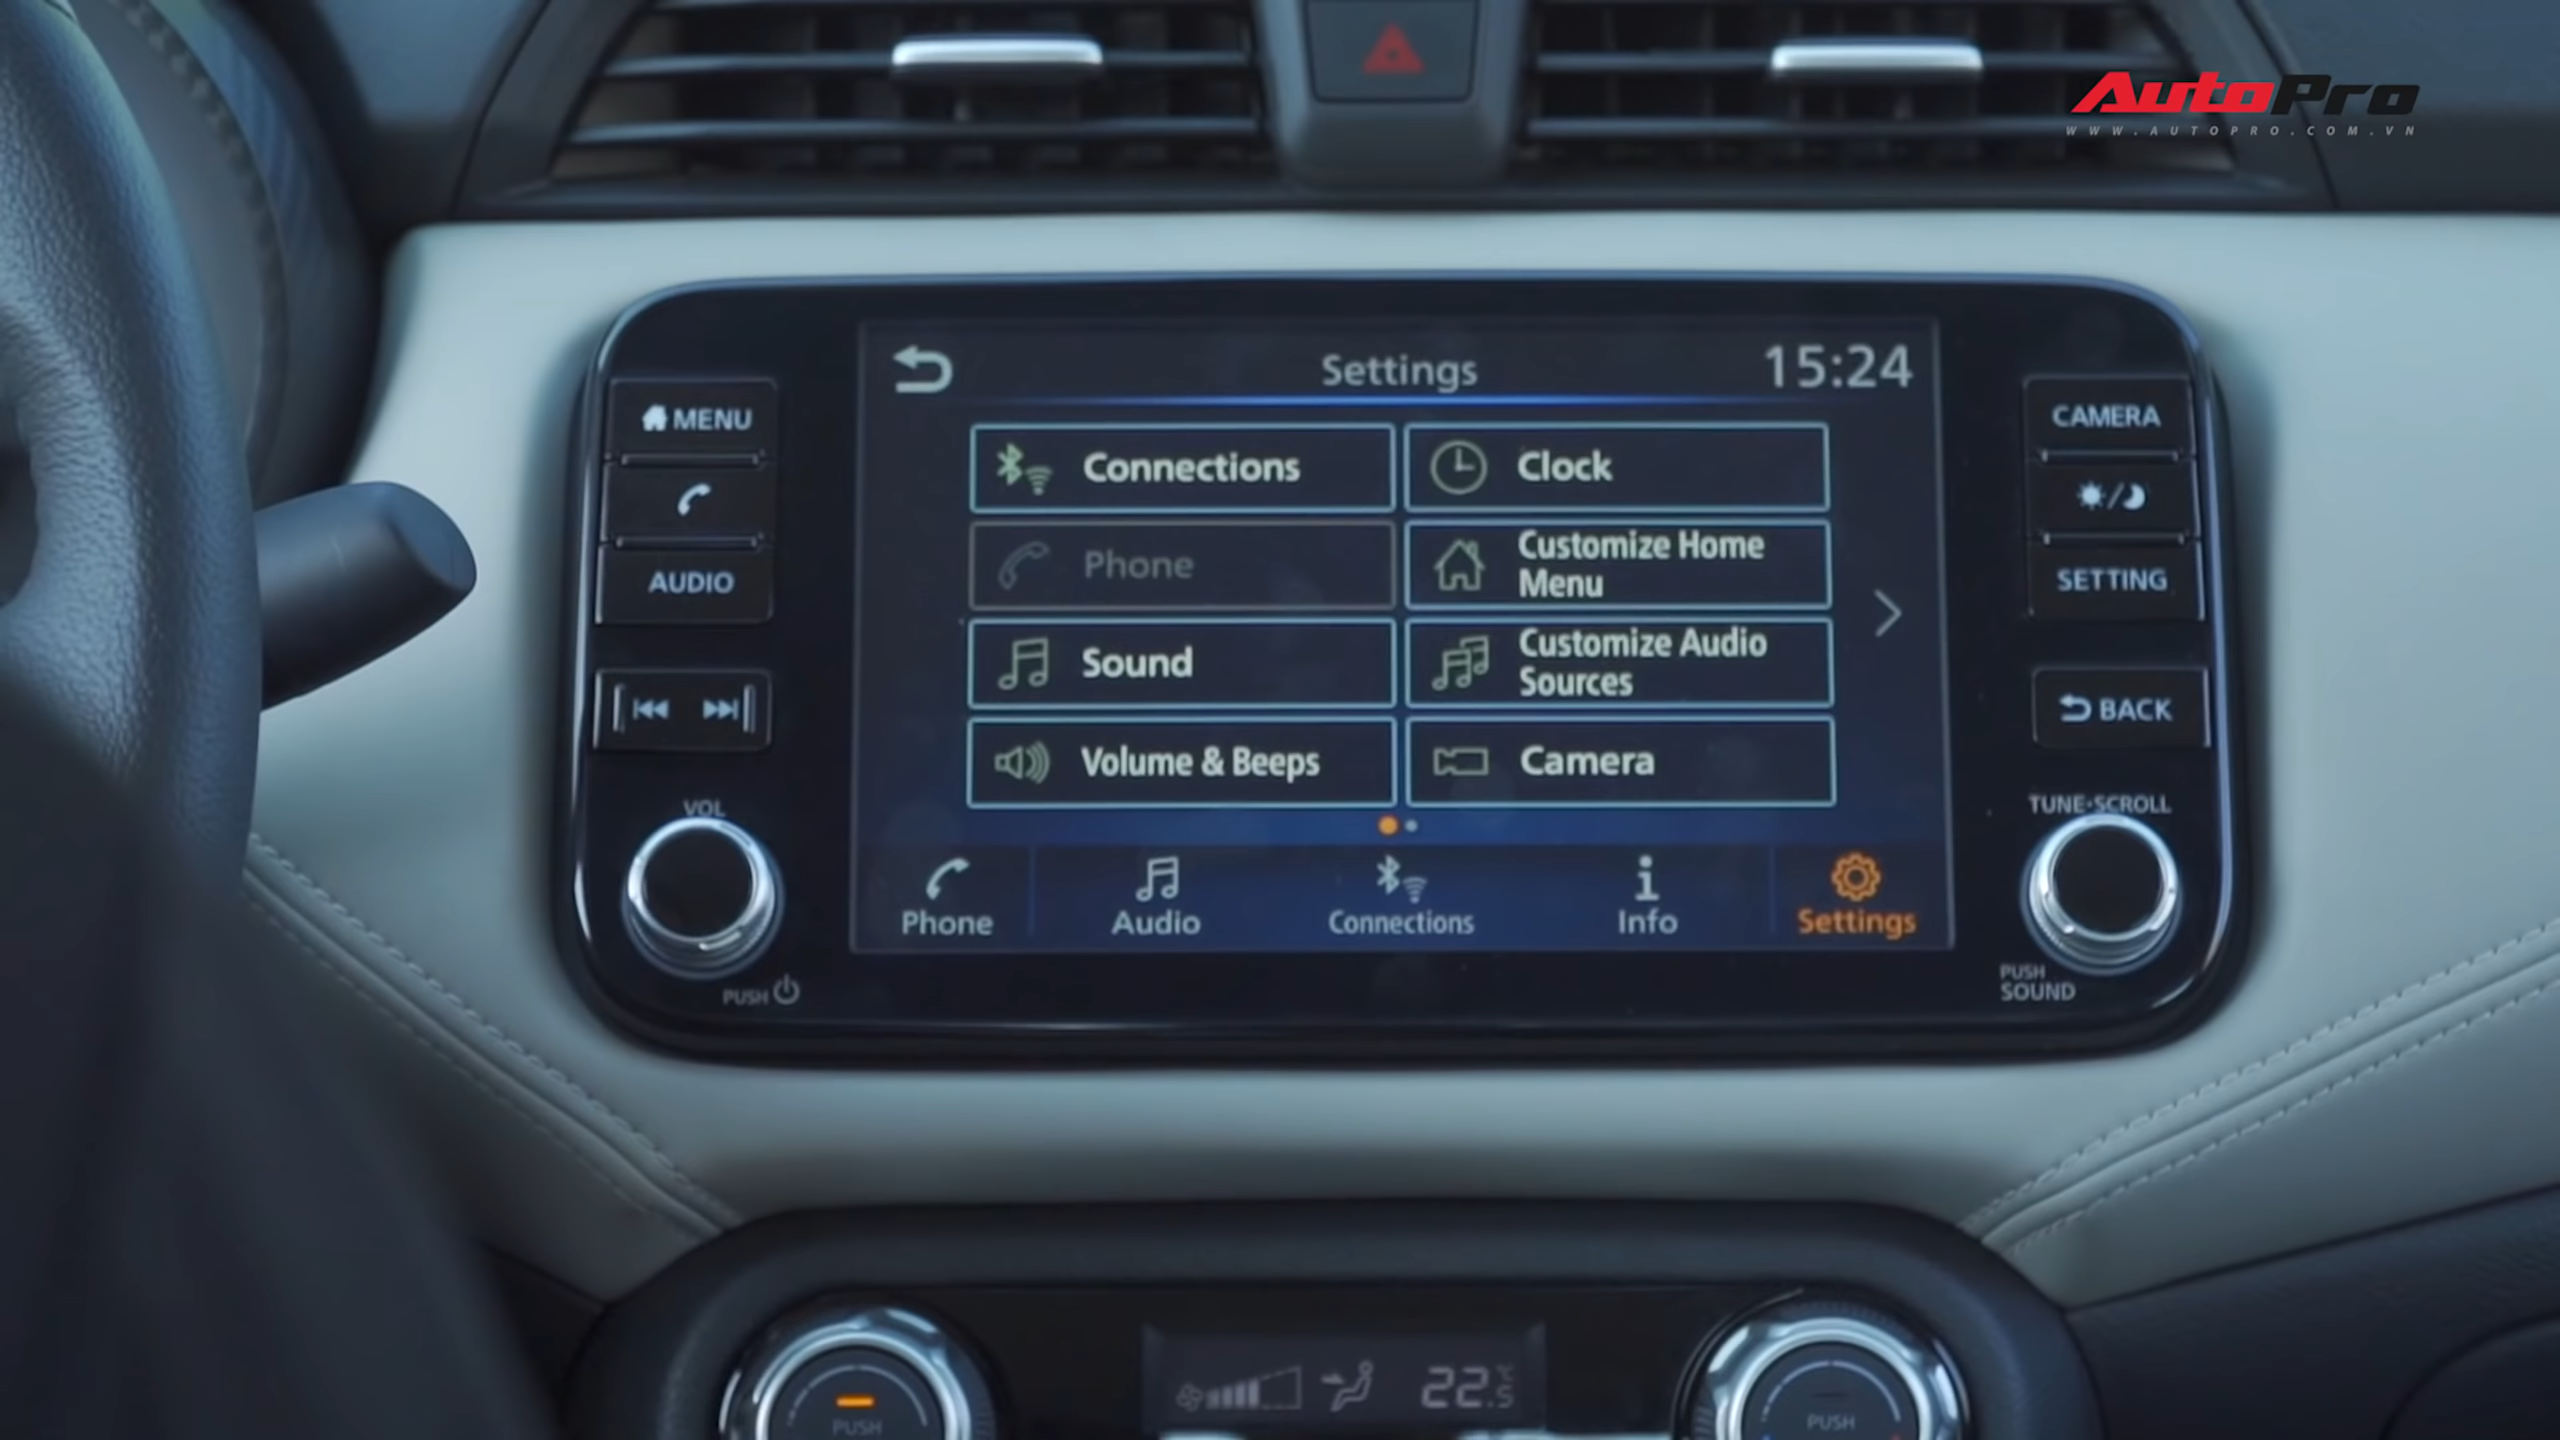 AutoPro
WWW.AUTOPRO.COM.VN
Settings
15:24
MENU
AUDIO
VOL
PUSH
Connections
Clock
Phone
Customize Home
Menu
Sound
Customize Audio
Sources
Volume & Beeps
Camera
Phone
Audio
Connections
Info
Settings
CAMERA
SETTING
BACK
TUNE·SCROLL
PUSH
SOUND
PUSH
22.5°C
PUSH